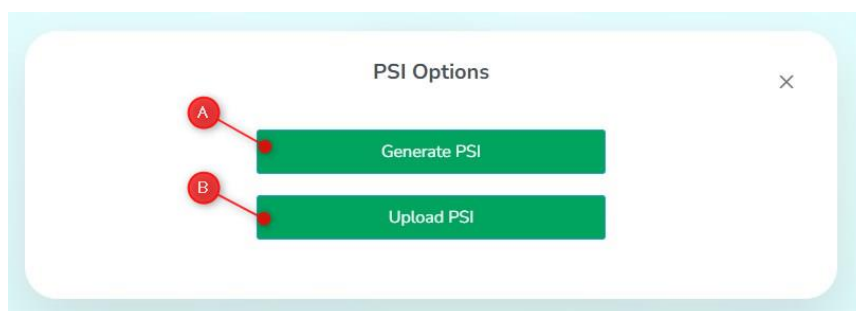 PSI Options
×
A
Generate PSI
B
Upload PSI